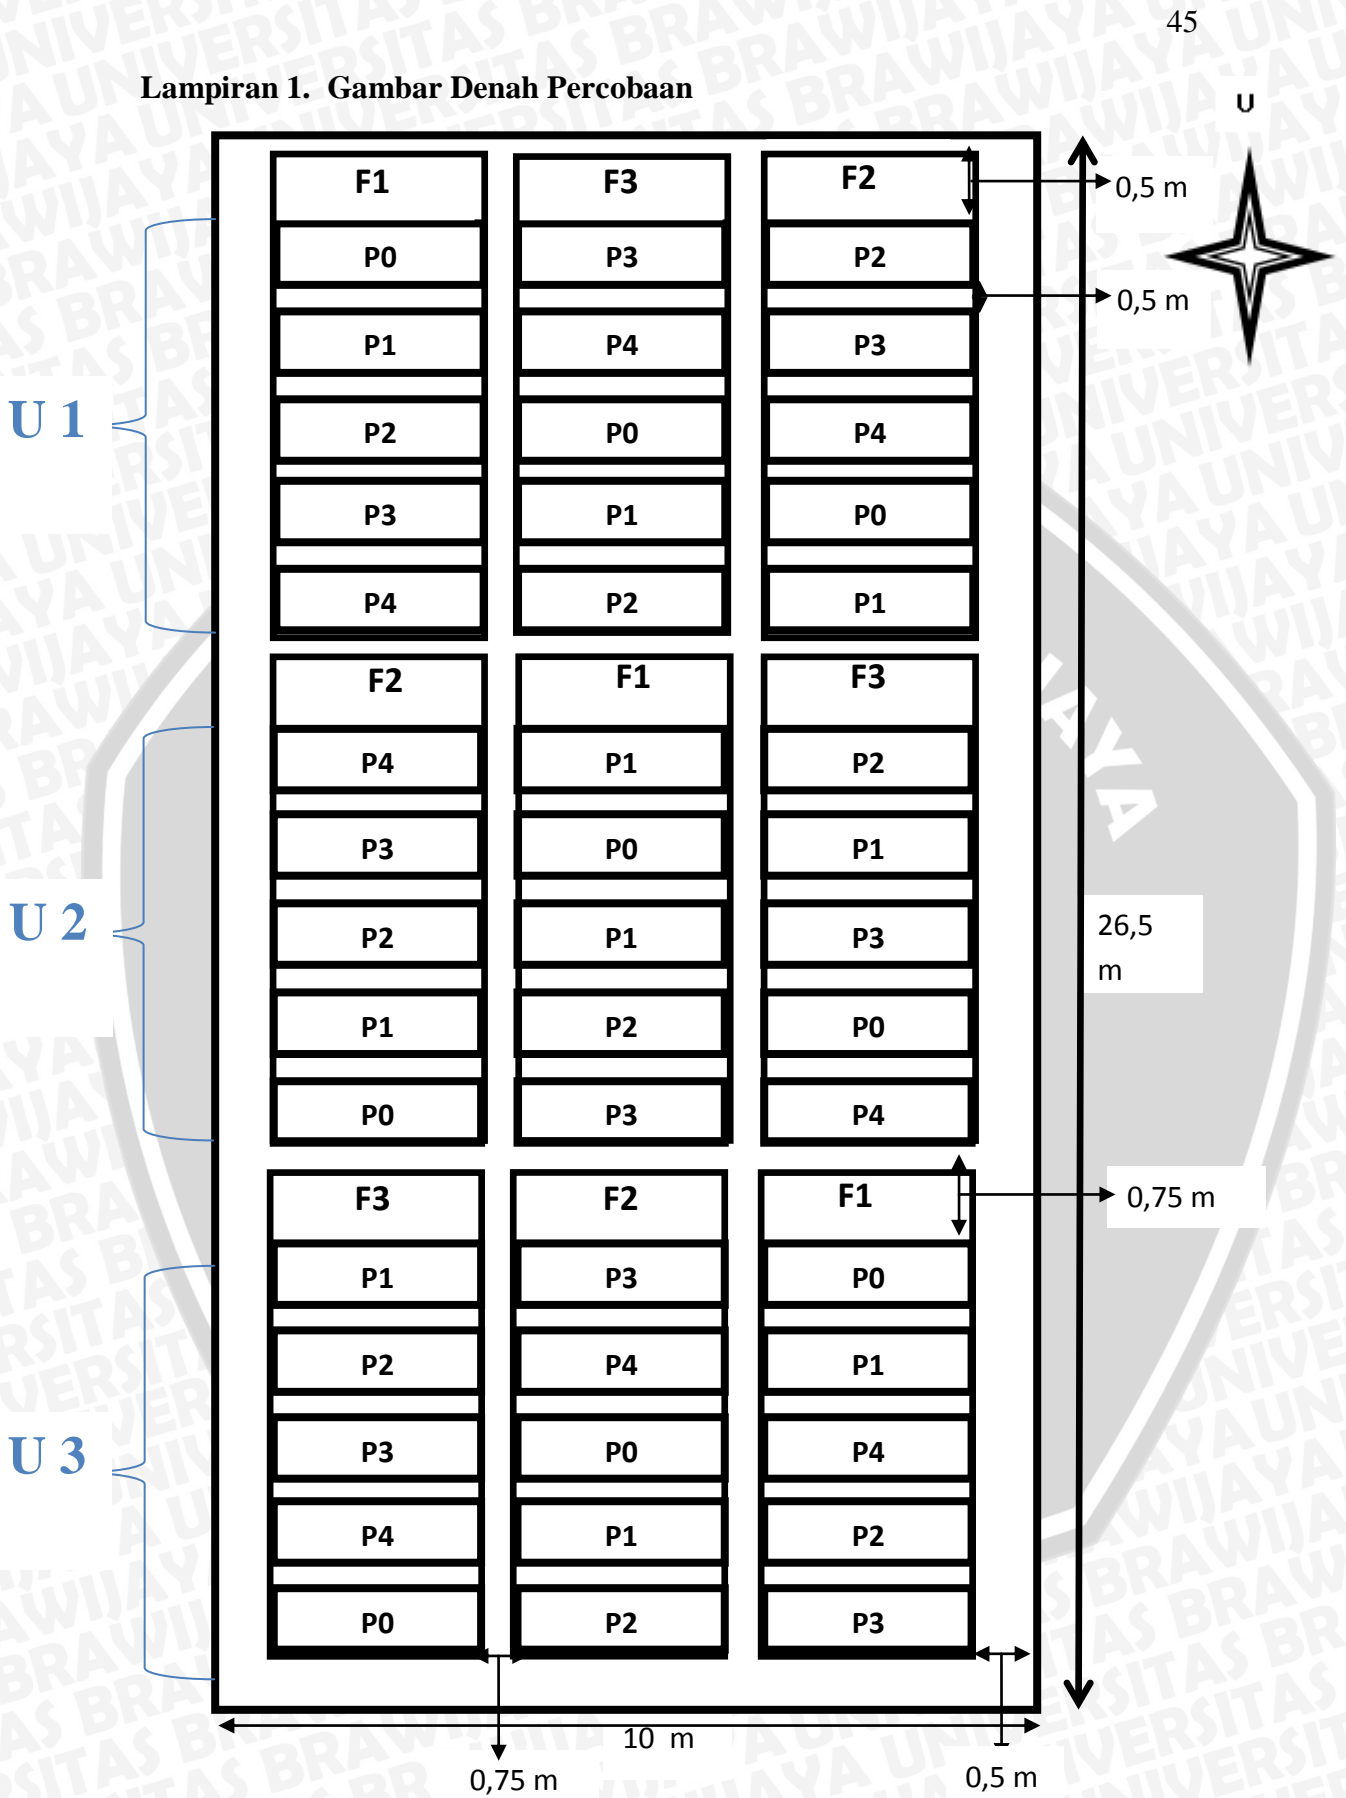 45
Lampiran 1. Gambar Denah Percobaan
U
F1 F3 F2
0,5 m
P0 P3 P2
0,5 m
P1 P4 P3
U 1
P2 P0 P4
P3 P1 P0
P4 P2 P1
F2 F1 F3
P4 P1 P2
P3 P0 P1
U 2
P2 P1 P3
26,5
m
P1 P2 P0
P0 P3 P4
F3 F2 F1
0,75 m
P1 P3 P0
P2 P4 P1
U 3
P3 P0 P4
P4 P1 P2
P0 P2 P3
10 m
0,75 m
0,5 m